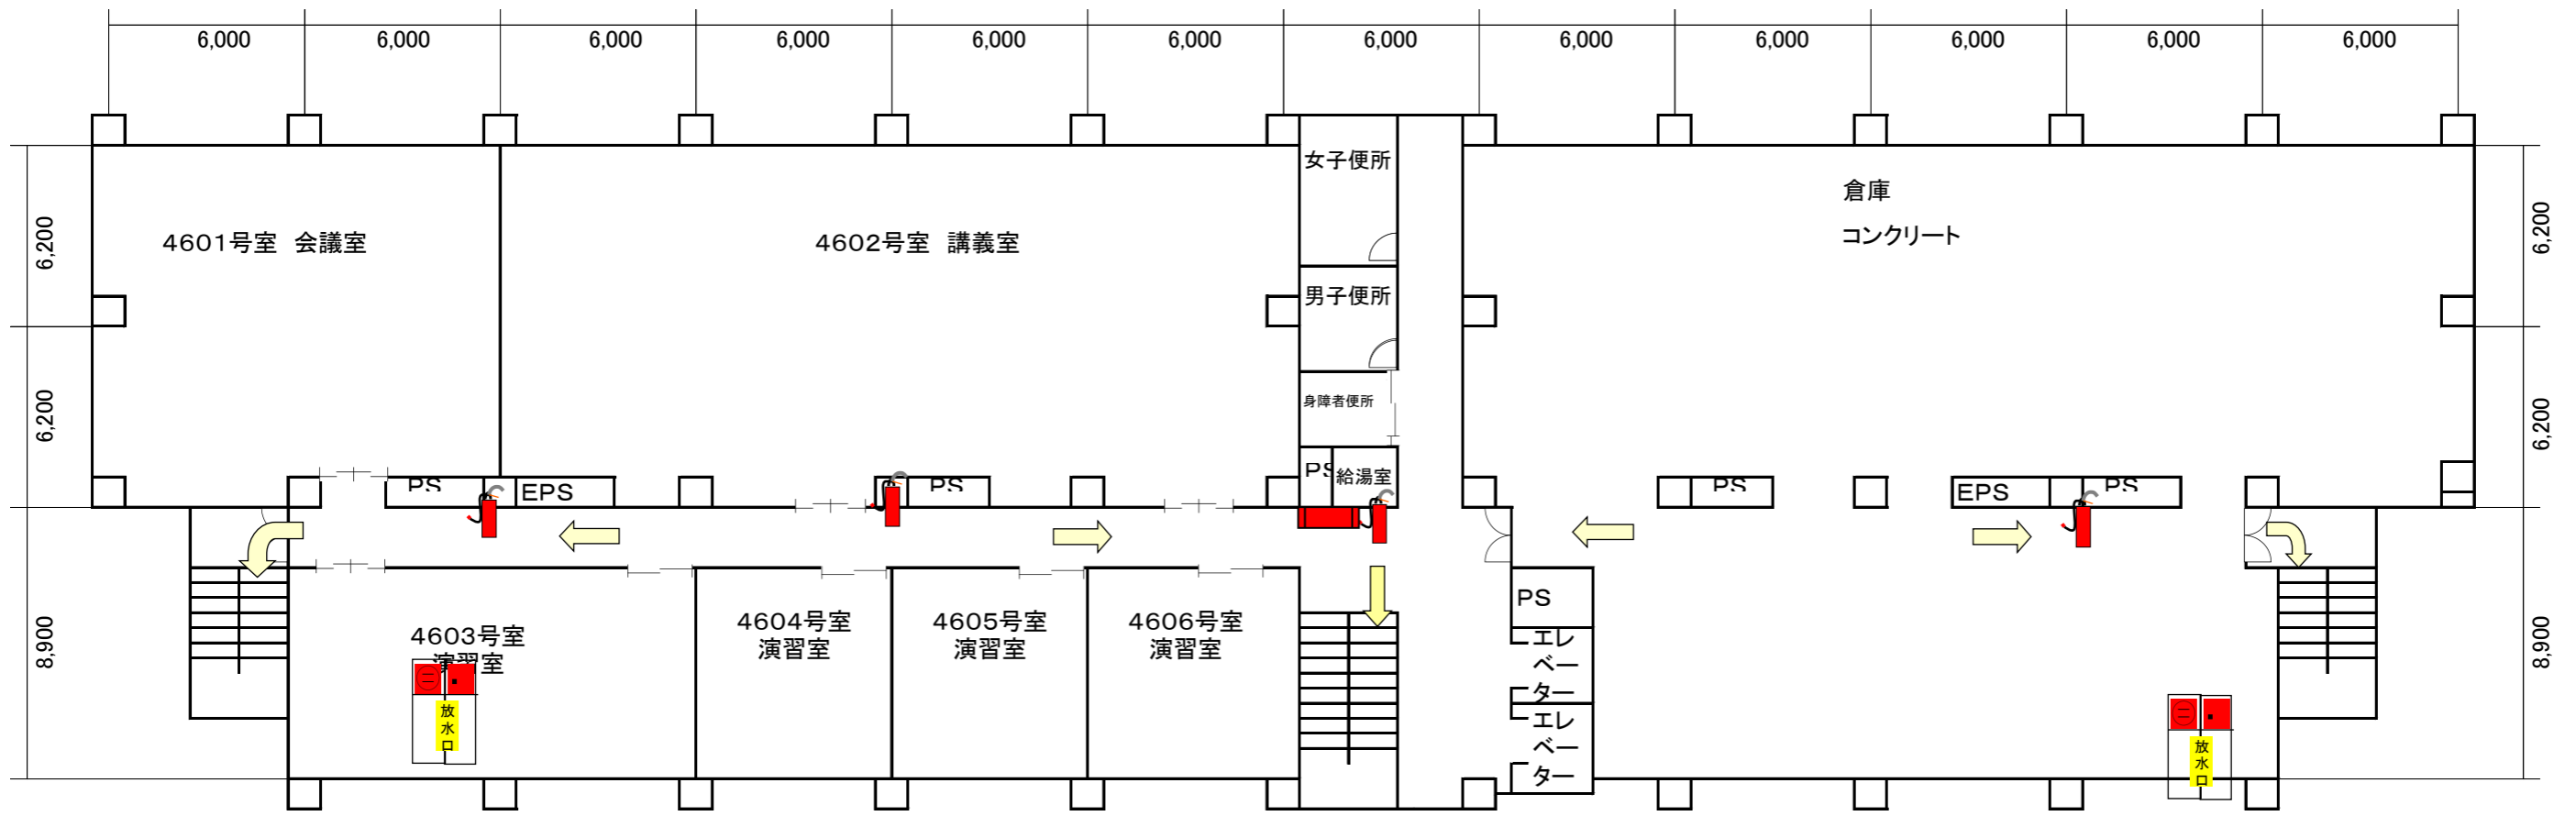 6,000
6,000
6,000
6,000
6,000
6,000
6,000
6,000
6,000
6,000
6,000
6,000
女子便所
倉庫
コンクリート
6,200
4601号室 会議室
4602号室 講義室
6,200
男子便所
身障者便所
6,200
6,200
PS
EPS
PS
PS
給湯室
PS
EPS
PS
PS
4603号室
演習室
4604号室
演習室
4605号室
演習室
4606号室
演習室
8,900
8,900
エレ
ベー
ター
エレ
ベー
ター
放
水
口
放
水
口